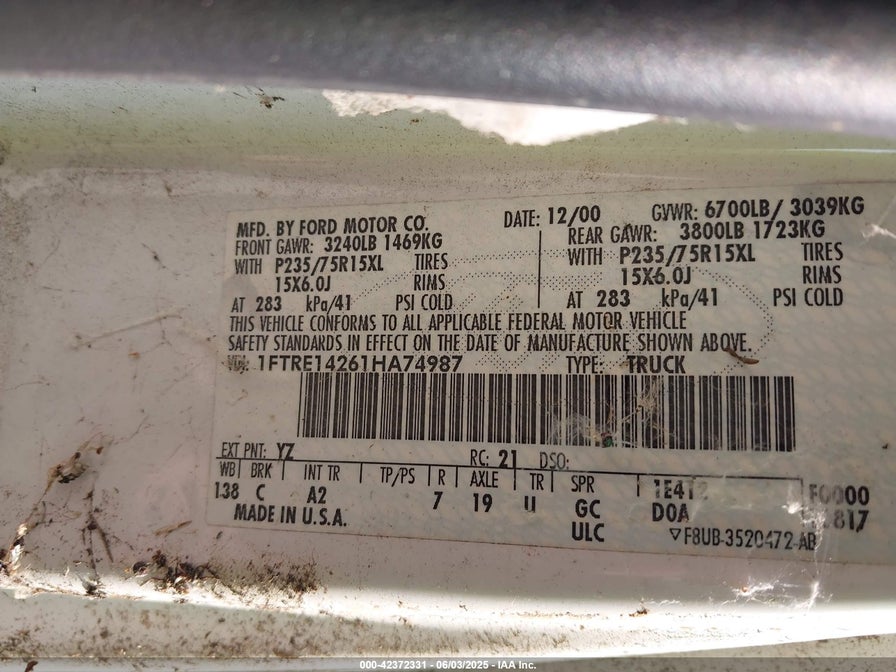 MFD. BY FORD MOTOR CO. DATE: 12/00 GVWR: 6700LB/ 3039KG
FRONT GAWR: 3240LB 1469KG REAR GAWR: 3800LB 1723KG
WITH P235/75R15XL TIRES WITH P235/75R15XL TIRES
15X6.0J RIMS 15X6.0J RIMS
AT 283 kPa/41 PSI COLD AT 283 kPa/41 PSI COLD
THIS VEHICLE CONFORMS TO ALL APPLICABLE FEDERAL MOTOR VEHICLE
SAFETY STANDARDS IN EFFECT ON THE DATE OF MANUFACTURE SHOWN ABOVE.
VIN: 1FTRE14261HA74987 TYPE: TRUCK
EXT PNT: YZ RC: 21 DSO:
WB BRK INT TR TP/PS R AXLE TR SPR 1E4T2 F0000
138 C A2 7 19 U GC DOA 817
MADE IN U.S.A. ULC ▽F8UB-3520472-AB
000-42372331 - 06/03/2025 - IAA Inc.